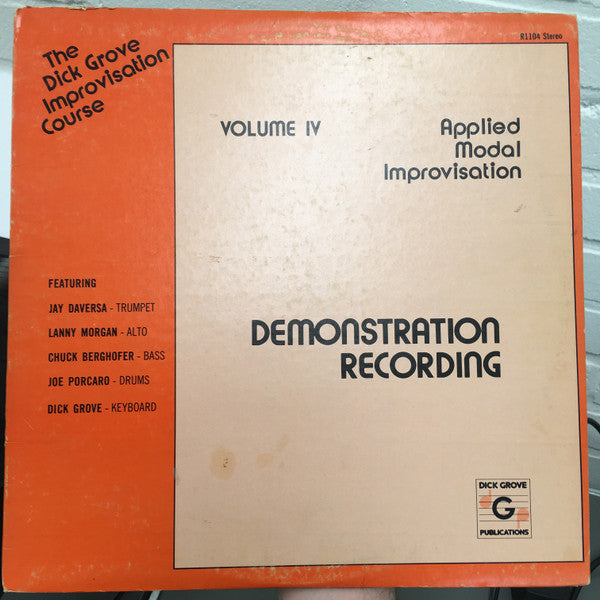 The
Dick Grove
Improvisation
Course
R1104 Stereo
VOLUME IV
Applied
Modal
Improvisation
FEATURING
JAY DAVERSA - TRUMPET
LANNY MORGAN - ALTO
CHUCK BERGHOFER - BASS
JOE PORCARO - DRUMS
DICK GROVE - KEYBOARD
DEMONSTRATION
RECORDING
DICK GROVE
G
PUBLICATIONS